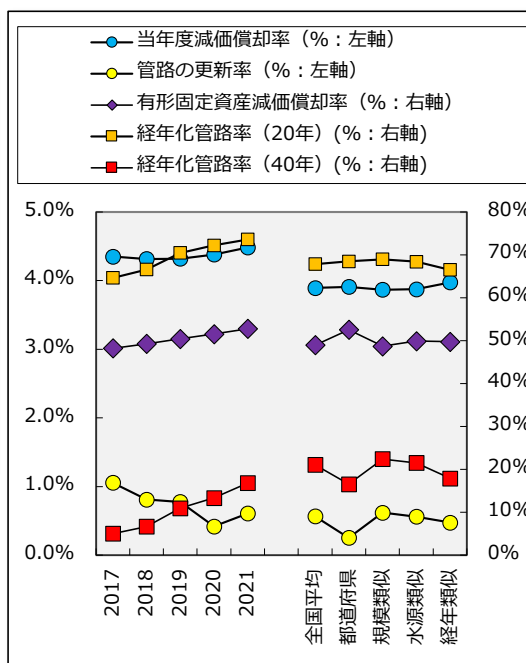 当年度減価償却率（%：左軸）
管路の更新率（%：左軸）
有形固定資産減価償却率（%：右軸）
経年化管路率（20年）(%：右軸)
経年化管路率（40年）(%：右軸)
5.0%
4.0%
3.0%
2.0%
1.0%
0.0%
80%
70%
60%
50%
40%
30%
20%
10%
0%
2017
2018
2019
2020
2021
全国平均
都道府県
規模類似
水源類似
経年類似